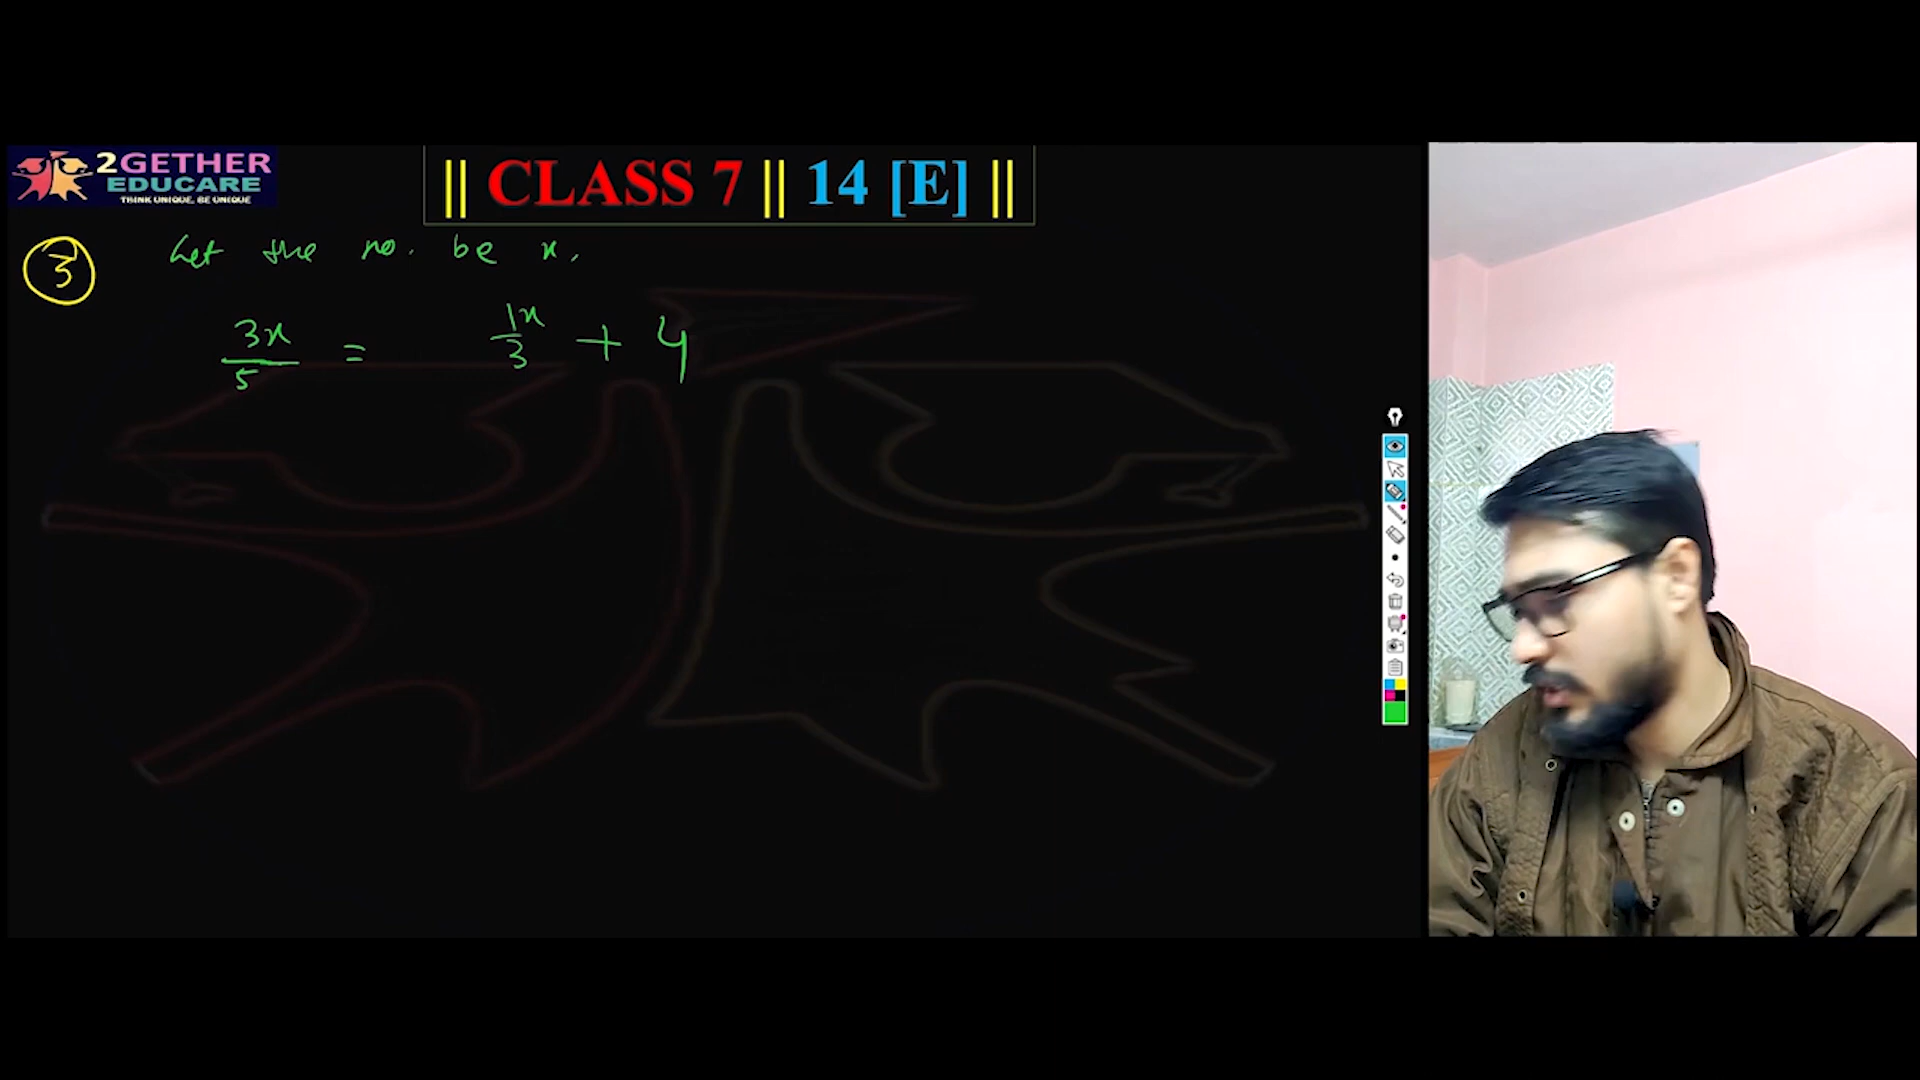 2GETHER
EDUCARE
THINK UNIQUE, BE UNIQUE
|| CLASS 7 || 14 [E] ||
3 Let the no. be x.
3x/5 = 1x/3 + 4